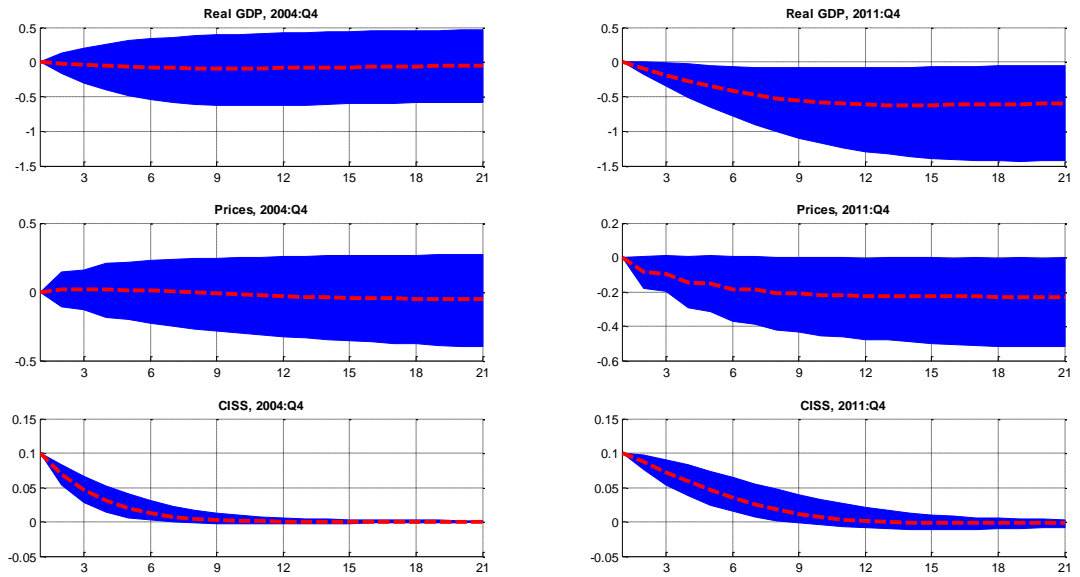 Real GDP, 2004:Q4
0.5
0
-0.5
-1
-1.5
3 6 9 12 15 18 21
Real GDP, 2011:Q4
0.5
0
-0.5
-1
-1.5
3 6 9 12 15 18 21
Prices, 2004:Q4
0.5
0
-0.5
3 6 9 12 15 18 21
Prices, 2011:Q4
0.2
0
-0.2
-0.4
-0.6
3 6 9 12 15 18 21
CISS, 2004:Q4
0.15
0.1
0.05
0
-0.05
3 6 9 12 15 18 21
CISS, 2011:Q4
0.15
0.1
0.05
0
-0.05
3 6 9 12 15 18 21